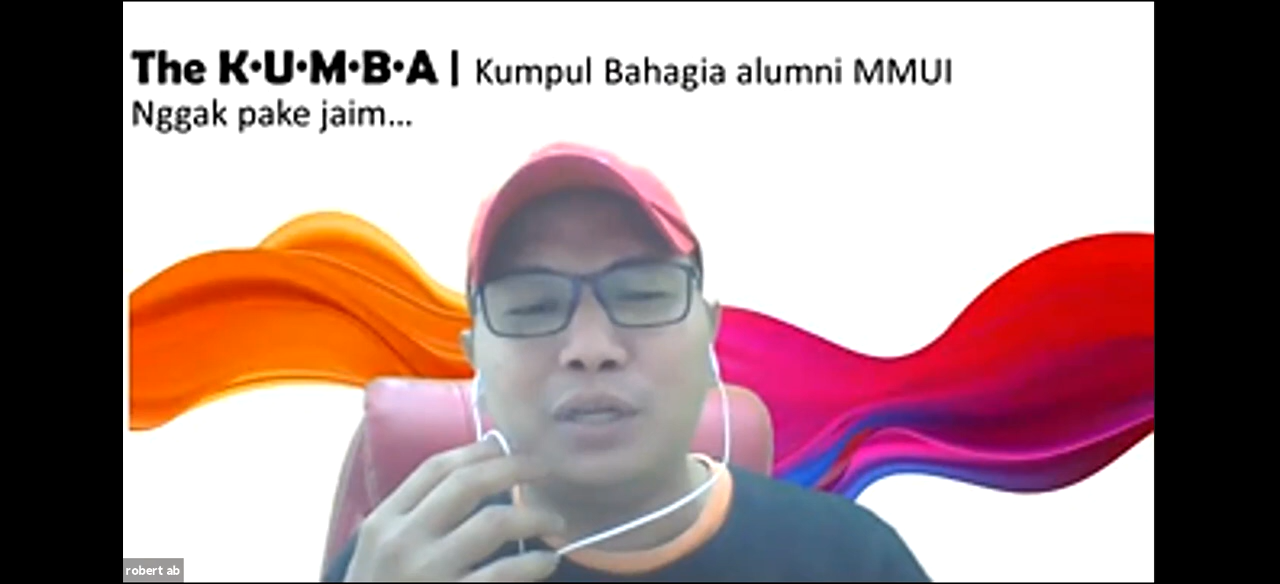 The K•U•M•B•A | Kumpul Bahagia alumni MMUI
Nggak pake jaim...
robert ab